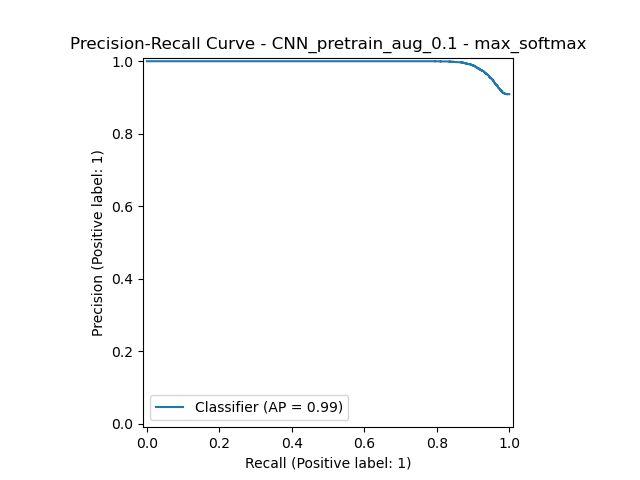 Precision-Recall Curve - CNN_pretrain_aug_0.1 - max_softmax
1.0
0.8
0.6
0.4
0.2
0.0
Precision (Positive label: 1)
Classifier (AP = 0.99)
0.0 0.2 0.4 0.6 0.8 1.0
Recall (Positive label: 1)